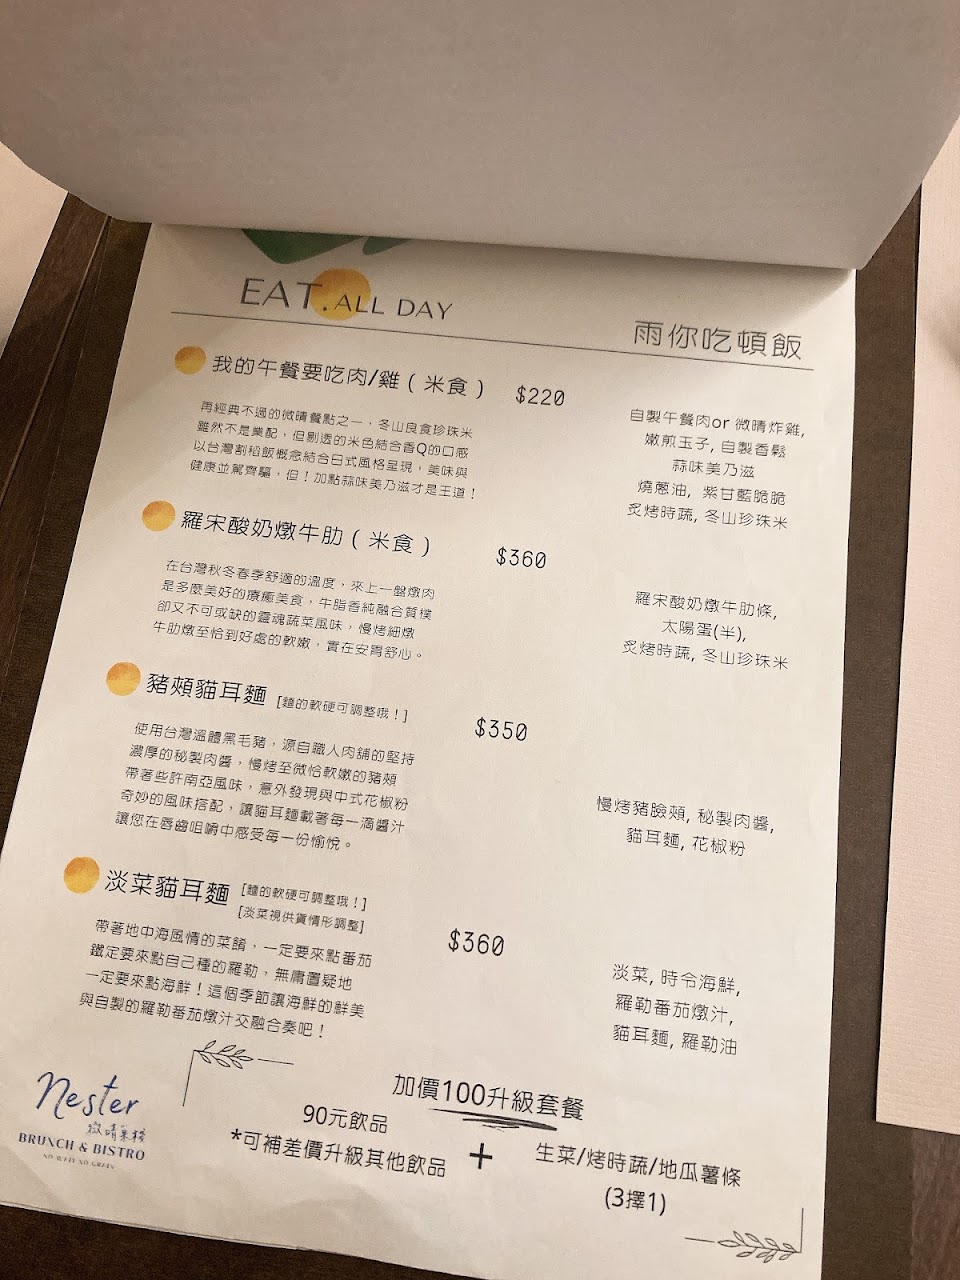 EAT. ALL DAY
雨你吃頓飯
我的午餐要吃肉/雞 ( 米食 ) $220
再經典不過的微晴餐點之一，冬山良食珍珠米
雖然不是業配，但剔透的米色結合香Q的口感
以台灣割稻飯概念結合日式風格呈現，美味與
健康並駕齊驅，但！加點蒜味美乃滋才是王道！
自製午餐肉or 微晴炸雞,
嫩煎玉子, 自製香鬆
蒜味美乃滋
燒蔥油, 紫甘藍脆脆
炙烤時蔬, 冬山珍珠米
羅宋酸奶燉牛肋 ( 米食 ) $360
在台灣秋冬春季舒適的溫度，來上一盤燉肉
是多麼美好的療癒美食，牛脂香純融合質樸
卻又不可或缺的靈魂蔬菜風味，慢烤細燉
牛肋燉至恰到好處的軟嫩，實在安胃舒心。
羅宋酸奶燉牛肋條,
太陽蛋(半),
炙烤時蔬, 冬山珍珠米
豬頰貓耳麵 [麵的軟硬可調整哦！] $350
使用台灣溫體黑毛豬，源自職人肉舖的堅持
濃厚的秘製肉醬，慢烤至微恰軟嫩的豬頰
帶著些許南亞風味，意外發現與中式花椒粉
奇妙的風味搭配，讓貓耳麵載著每一滴醬汁
讓您在唇齒咀嚼中感受每一份愉悅。
慢烤豬臉頰, 秘製肉醬,
貓耳麵, 花椒粉
淡菜貓耳麵 [麵的軟硬可調整哦！]
[淡菜視供貨情形調整]
$360
帶著地中海風情的菜餚，一定要來點番茄
鐵定要來點自己種的羅勒，無庸置疑地
一定要來點海鮮！這個季節讓海鮮的鮮美
與自製的羅勒番茄燉汁交融合奏吧！
淡菜, 時令海鮮,
羅勒番茄燉汁,
貓耳麵, 羅勒油
加價100升級套餐
90元飲品
*可補差價升級其他飲品
+
生菜/烤時蔬/地瓜薯條
(3擇1)
nester
微晴巢核
BRUNCH & BISTRO